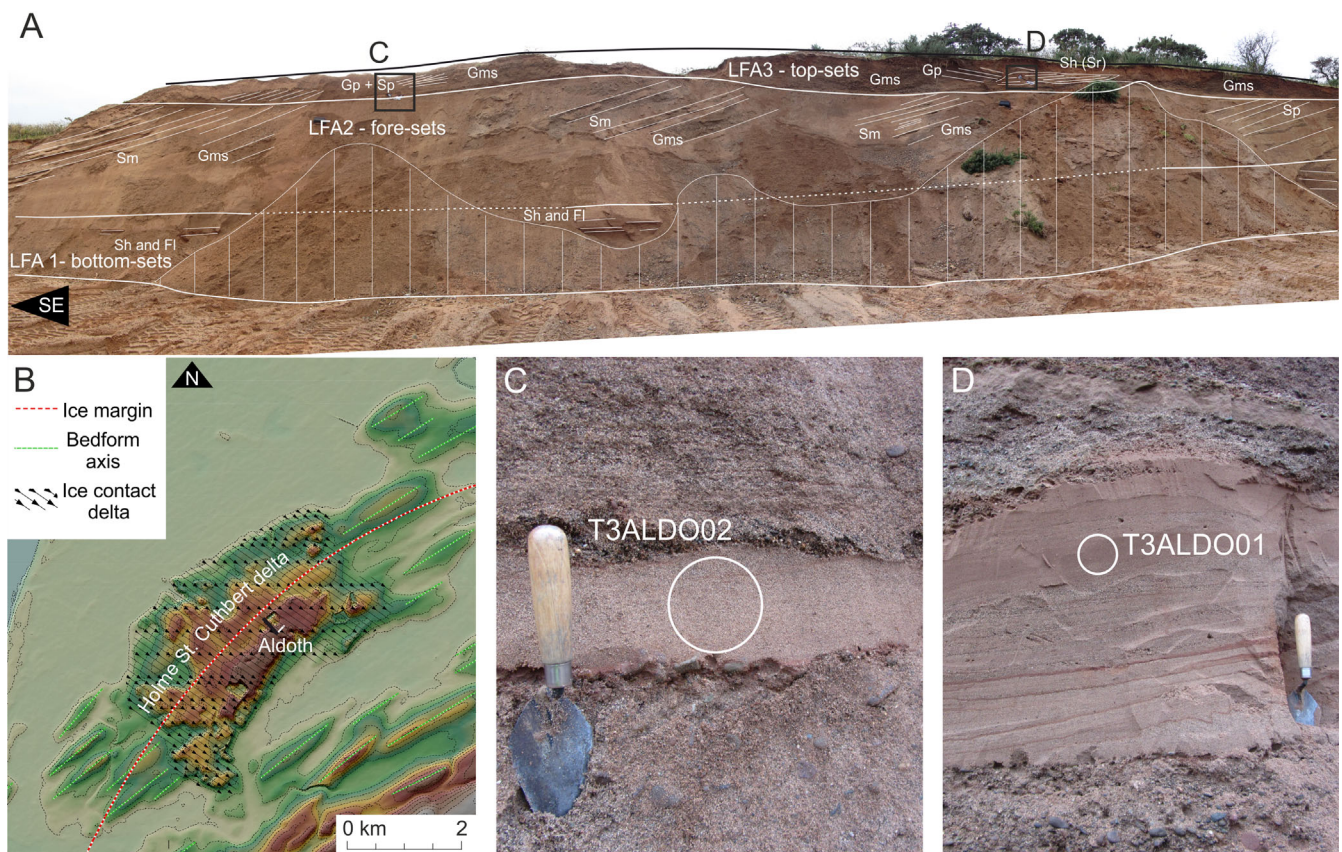 A
C
D
Gp + Sp
Gms
LFA3 - top-sets
Gms
Gp
Sh (Sr)
Gms
LFA2 - fore-sets
Sm
Gms
Sm
Gms
Sm
Gms
Sp
Sh and Fl
Sh and Fl
LFA 1- bottom-sets
SE
B
N
Ice margin
Bedform
axis
Ice contact
delta
Holme St. Cuthbert delta
Aldoth
0 km 2
C
T3ALDO02
D
T3ALDO01